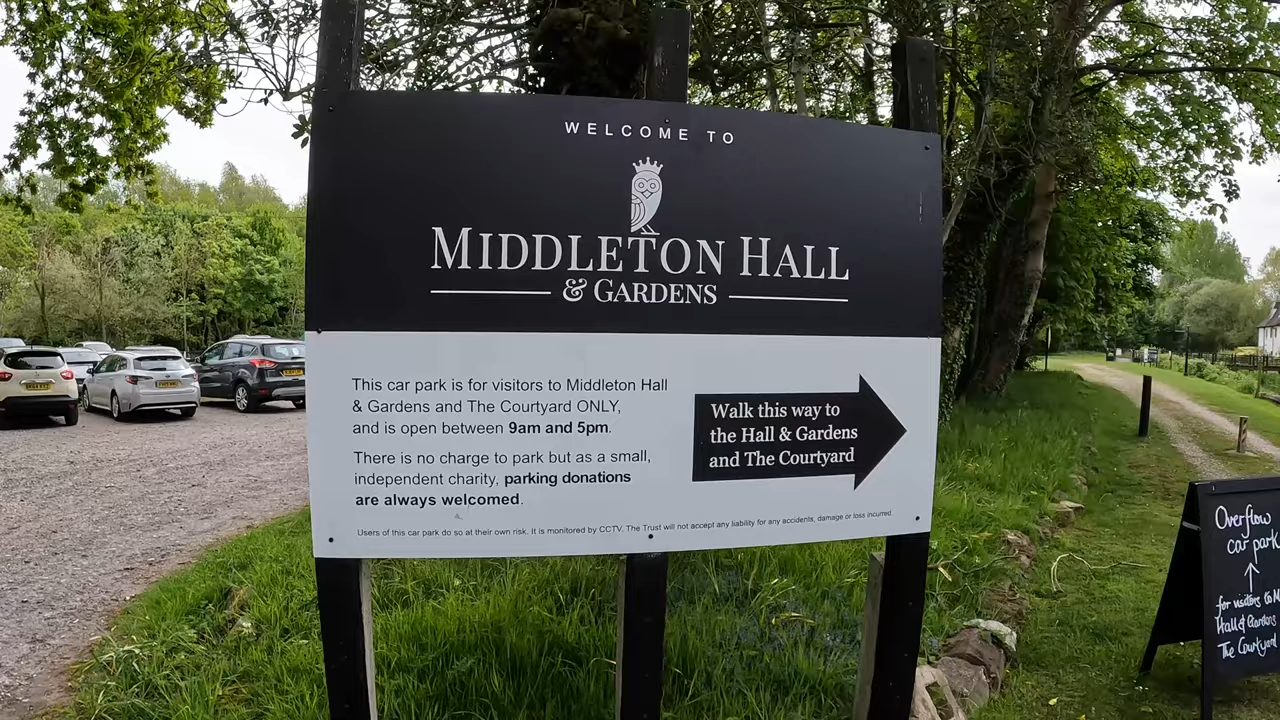 WELCOME TO
MIDDLETON HALL
& GARDENS
This car park is for visitors to Middleton Hall
& Gardens and The Courtyard ONLY,
and is open between 9am and 5pm.
There is no charge to park but as a small,
independent charity, parking donations
are always welcomed.
Walk this way to
the Hall & Gardens
and The Courtyard
Users of this car park do so at their own risk. It is monitored by CCTV. The Trust will not accept any liability for any accidents, damage or loss incurred.
Overflow
car park
for visitors to M
Hall & Gardens
The Courtyard